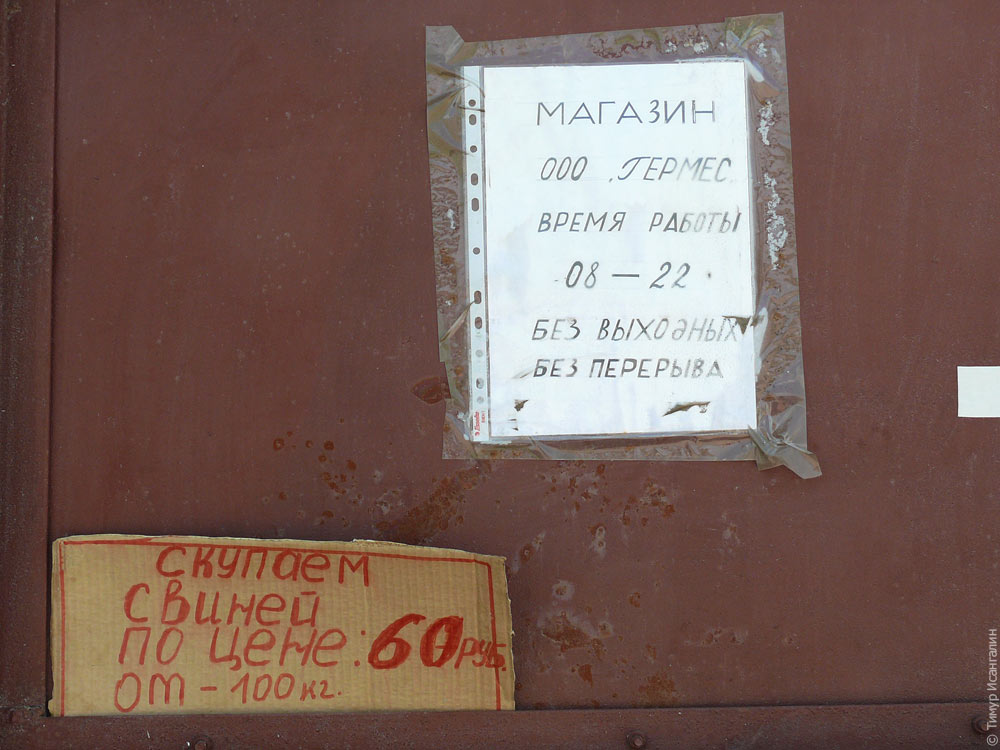 МАГАЗИН
ООО „ГЕРМЕС„
ВРЕМЯ РАБОТЫ
08 — 22
БЕЗ ВЫХОДНЫХ
БЕЗ ПЕРЕРЫВА
СКУПАЕМ
СВИНЕЙ
ПО ЦЕНЕ: 60 РУБ.
ОТ - 100 КГ.
© Тимур Исангалин